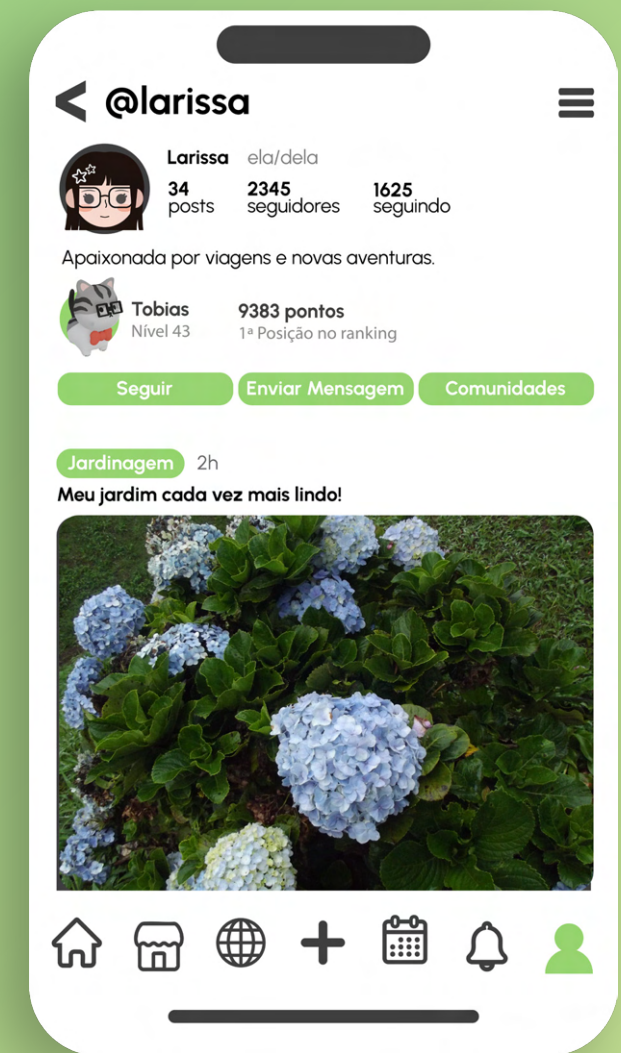 < @larissa
Larissa ela/dela
34 2345 1625
posts seguidores seguindo
Apaixonada por viagens e novas aventuras.
Tobias 9383 pontos
Nível 43 1ª Posição no ranking
Seguir Enviar Mensagem Comunidades
Jardinagem 2h
Meu jardim cada vez mais lindo!